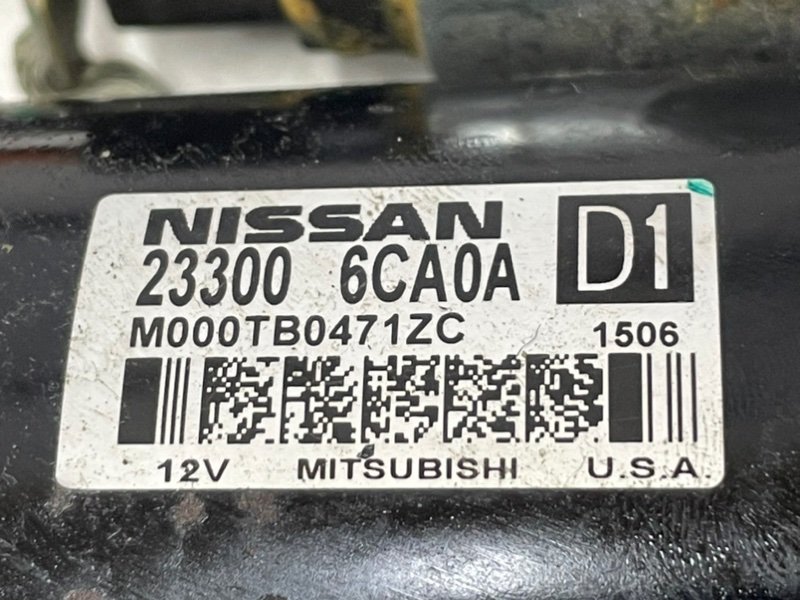 NISSAN
23300 6CA0A D1
M000TB0471ZC 1506
12V MITSUBISHI U.S.A.